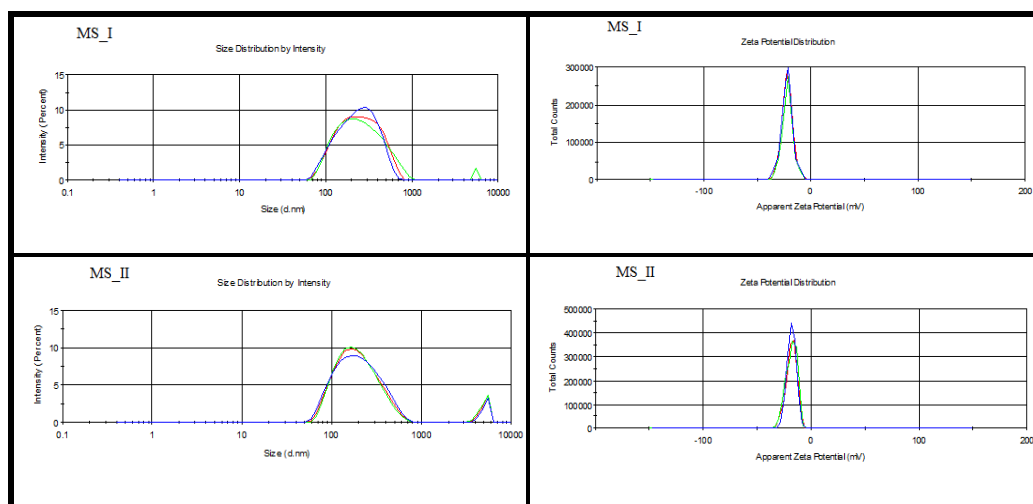 MS_I
Size Distribution by Intensity
Intensity (Percent)
15
10
5
0
0.1 1 10 100 1000 10000
Size (d.nm)
MS_I
Zeta Potential Distribution
Total Counts
300000
200000
100000
0
-100 0 100 200
Apparent Zeta Potential (mV)
MS_II
Size Distribution by Intensity
Intensity (Percent)
15
10
5
0
0.1 1 10 100 1000 10000
Size (d.nm)
MS_II
Zeta Potential Distribution
Total Counts
500000
400000
300000
200000
100000
0
-100 0 100 200
Apparent Zeta Potential (mV)